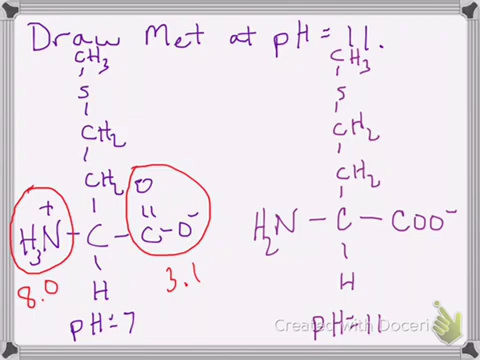 Draw Met at pH = 11.
CH3 CH3
S S
CH2 CH2
CH2 O CH2
+
H3N - C - C - O- H2N - C - COO-
8.0 3.1
H H
pH = 7 pH = 11
Created with Doceri